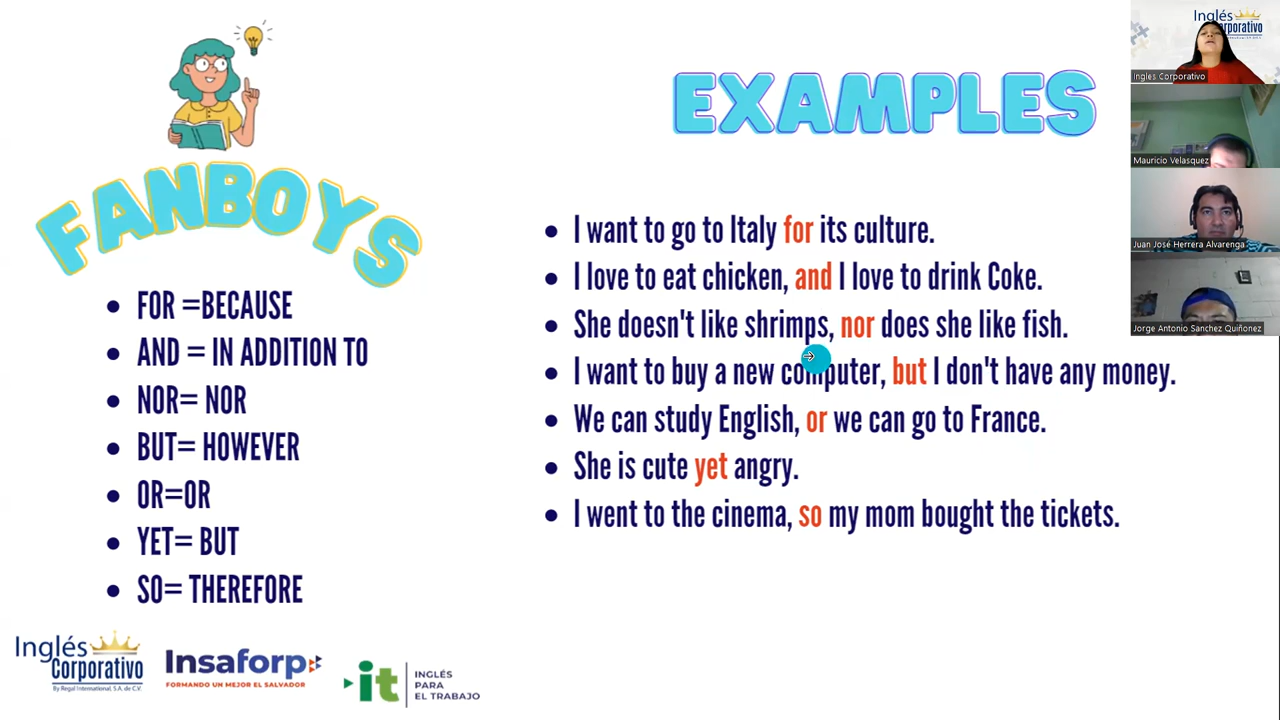 FANBOYS
FOR =BECAUSE
AND = IN ADDITION TO
NOR= NOR
BUT= HOWEVER
OR=OR
YET= BUT
SO= THEREFORE
Inglés
Corporativo
By Regal International, S.A. de C.V.
Insaforp
FORMANDO UN MEJOR EL SALVADOR
it
INGLÉS
PARA
EL TRABAJO
EXAMPLES
I want to go to Italy for its culture.
I love to eat chicken, and I love to drink Coke.
She doesn't like shrimps, nor does she like fish.
I want to buy a new computer, but I don't have any money.
We can study English, or we can go to France.
She is cute yet angry.
I went to the cinema, so my mom bought the tickets.
Inglés
Corporativo
Ingles Corporativo
Mauricio Velasquez
Juan José Herrera Alvarenga
Jorge Antonio Sanchez Quiñonez